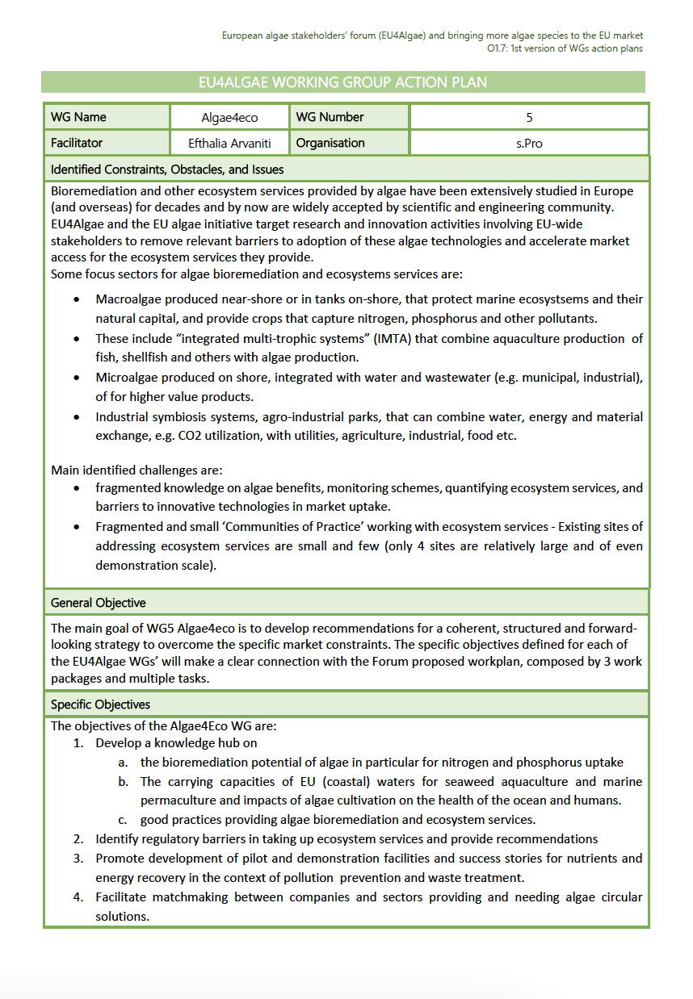 European algae stakeholders' forum (EU4Algae) and bringing more algae species to the EU market
O1.7: 1st version of WGs action plans
EU4ALGAE WORKING GROUP ACTION PLAN
WG Name Algae4eco WG Number 5
Facilitator Efthalia Arvaniti Organisation s.Pro
Identified Constraints, Obstacles, and Issues
Bioremediation and other ecosystem services provided by algae have been extensively studied in Europe
(and overseas) for decades and by now are widely accepted by scientific and engineering community.
EU4Algae and the EU algae initiative target research and innovation activities involving EU-wide
stakeholders to remove relevant barriers to adoption of these algae technologies and accelerate market
access for the ecosystem services they provide.
Some focus sectors for algae bioremediation and ecosystems services are:
• Macroalgae produced near-shore or in tanks on-shore, that protect marine ecosystsems and their
natural capital, and provide crops that capture nitrogen, phosphorus and other pollutants.
• These include “integrated multi-trophic systems” (IMTA) that combine aquaculture production of
fish, shellfish and others with algae production.
• Microalgae produced on shore, integrated with water and wastewater (e.g. municipal, industrial),
of for higher value products.
• Industrial symbiosis systems, agro-industrial parks, that can combine water, energy and material
exchange, e.g. CO2 utilization, with utilities, agriculture, industrial, food etc.
Main identified challenges are:
• fragmented knowledge on algae benefits, monitoring schemes, quantifying ecosystem services, and
barriers to innovative technologies in market uptake.
• Fragmented and small ‘Communities of Practice’ working with ecosystem services - Existing sites of
addressing ecosystem services are small and few (only 4 sites are relatively large and of even
demonstration scale).
General Objective
The main goal of WG5 Algae4eco is to develop recommendations for a coherent, structured and forward-
looking strategy to overcome the specific market constraints. The specific objectives defined for each of
the EU4Algae WGs’ will make a clear connection with the Forum proposed workplan, composed by 3 work
packages and multiple tasks.
Specific Objectives
The objectives of the Algae4Eco WG are:
1. Develop a knowledge hub on
a. the bioremediation potential of algae in particular for nitrogen and phosphorus uptake
b. The carrying capacities of EU (coastal) waters for seaweed aquaculture and marine
permaculture and impacts of algae cultivation on the health of the ocean and humans.
c. good practices providing algae bioremediation and ecosystem services.
2. Identify regulatory barriers in taking up ecosystem services and provide recommendations
3. Promote development of pilot and demonstration facilities and success stories for nutrients and
energy recovery in the context of pollution prevention and waste treatment.
4. Facilitate matchmaking between companies and sectors providing and needing algae circular
solutions.